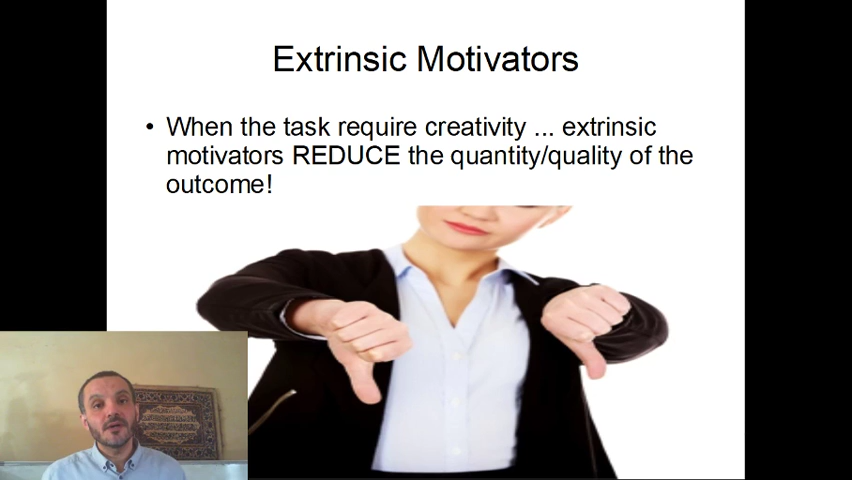 Extrinsic Motivators
• When the task require creativity ... extrinsic
motivators REDUCE the quantity/quality of the
outcome!